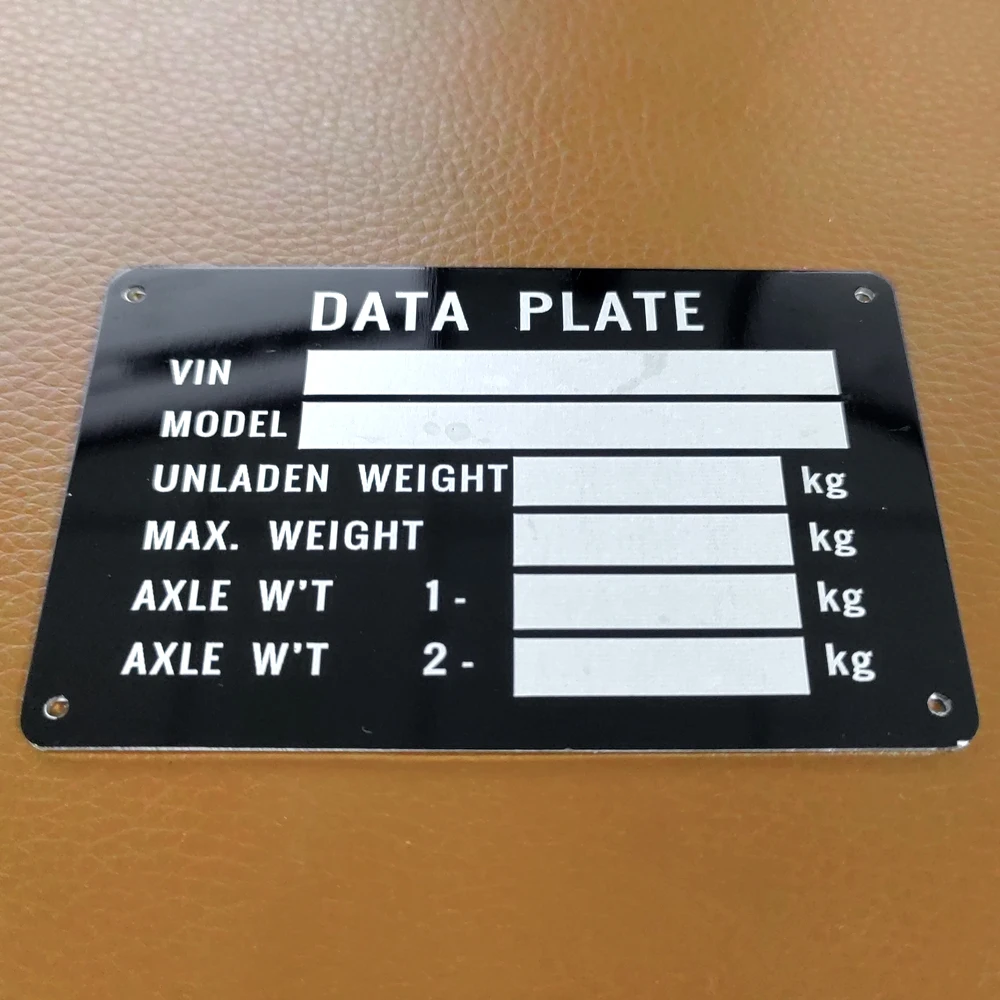 DATA PLATE
VIN
MODEL
UNLADEN WEIGHT kg
MAX. WEIGHT kg
AXLE W'T 1- kg
AXLE W'T 2- kg